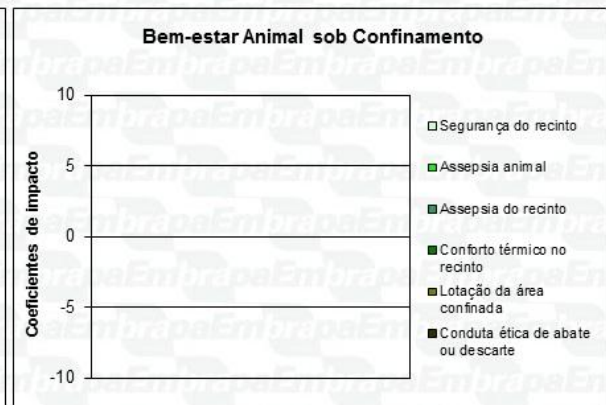 Bem-estar Animal sob Confinamento
Coeficientes de impacto
10
5
0
-5
-10
Segurança do recinto
Assepsia animal
Assepsia do recinto
Conforto térmico no
recinto
Lotação da área
confinada
Conduta ética de abate
ou descarte
Embrapa